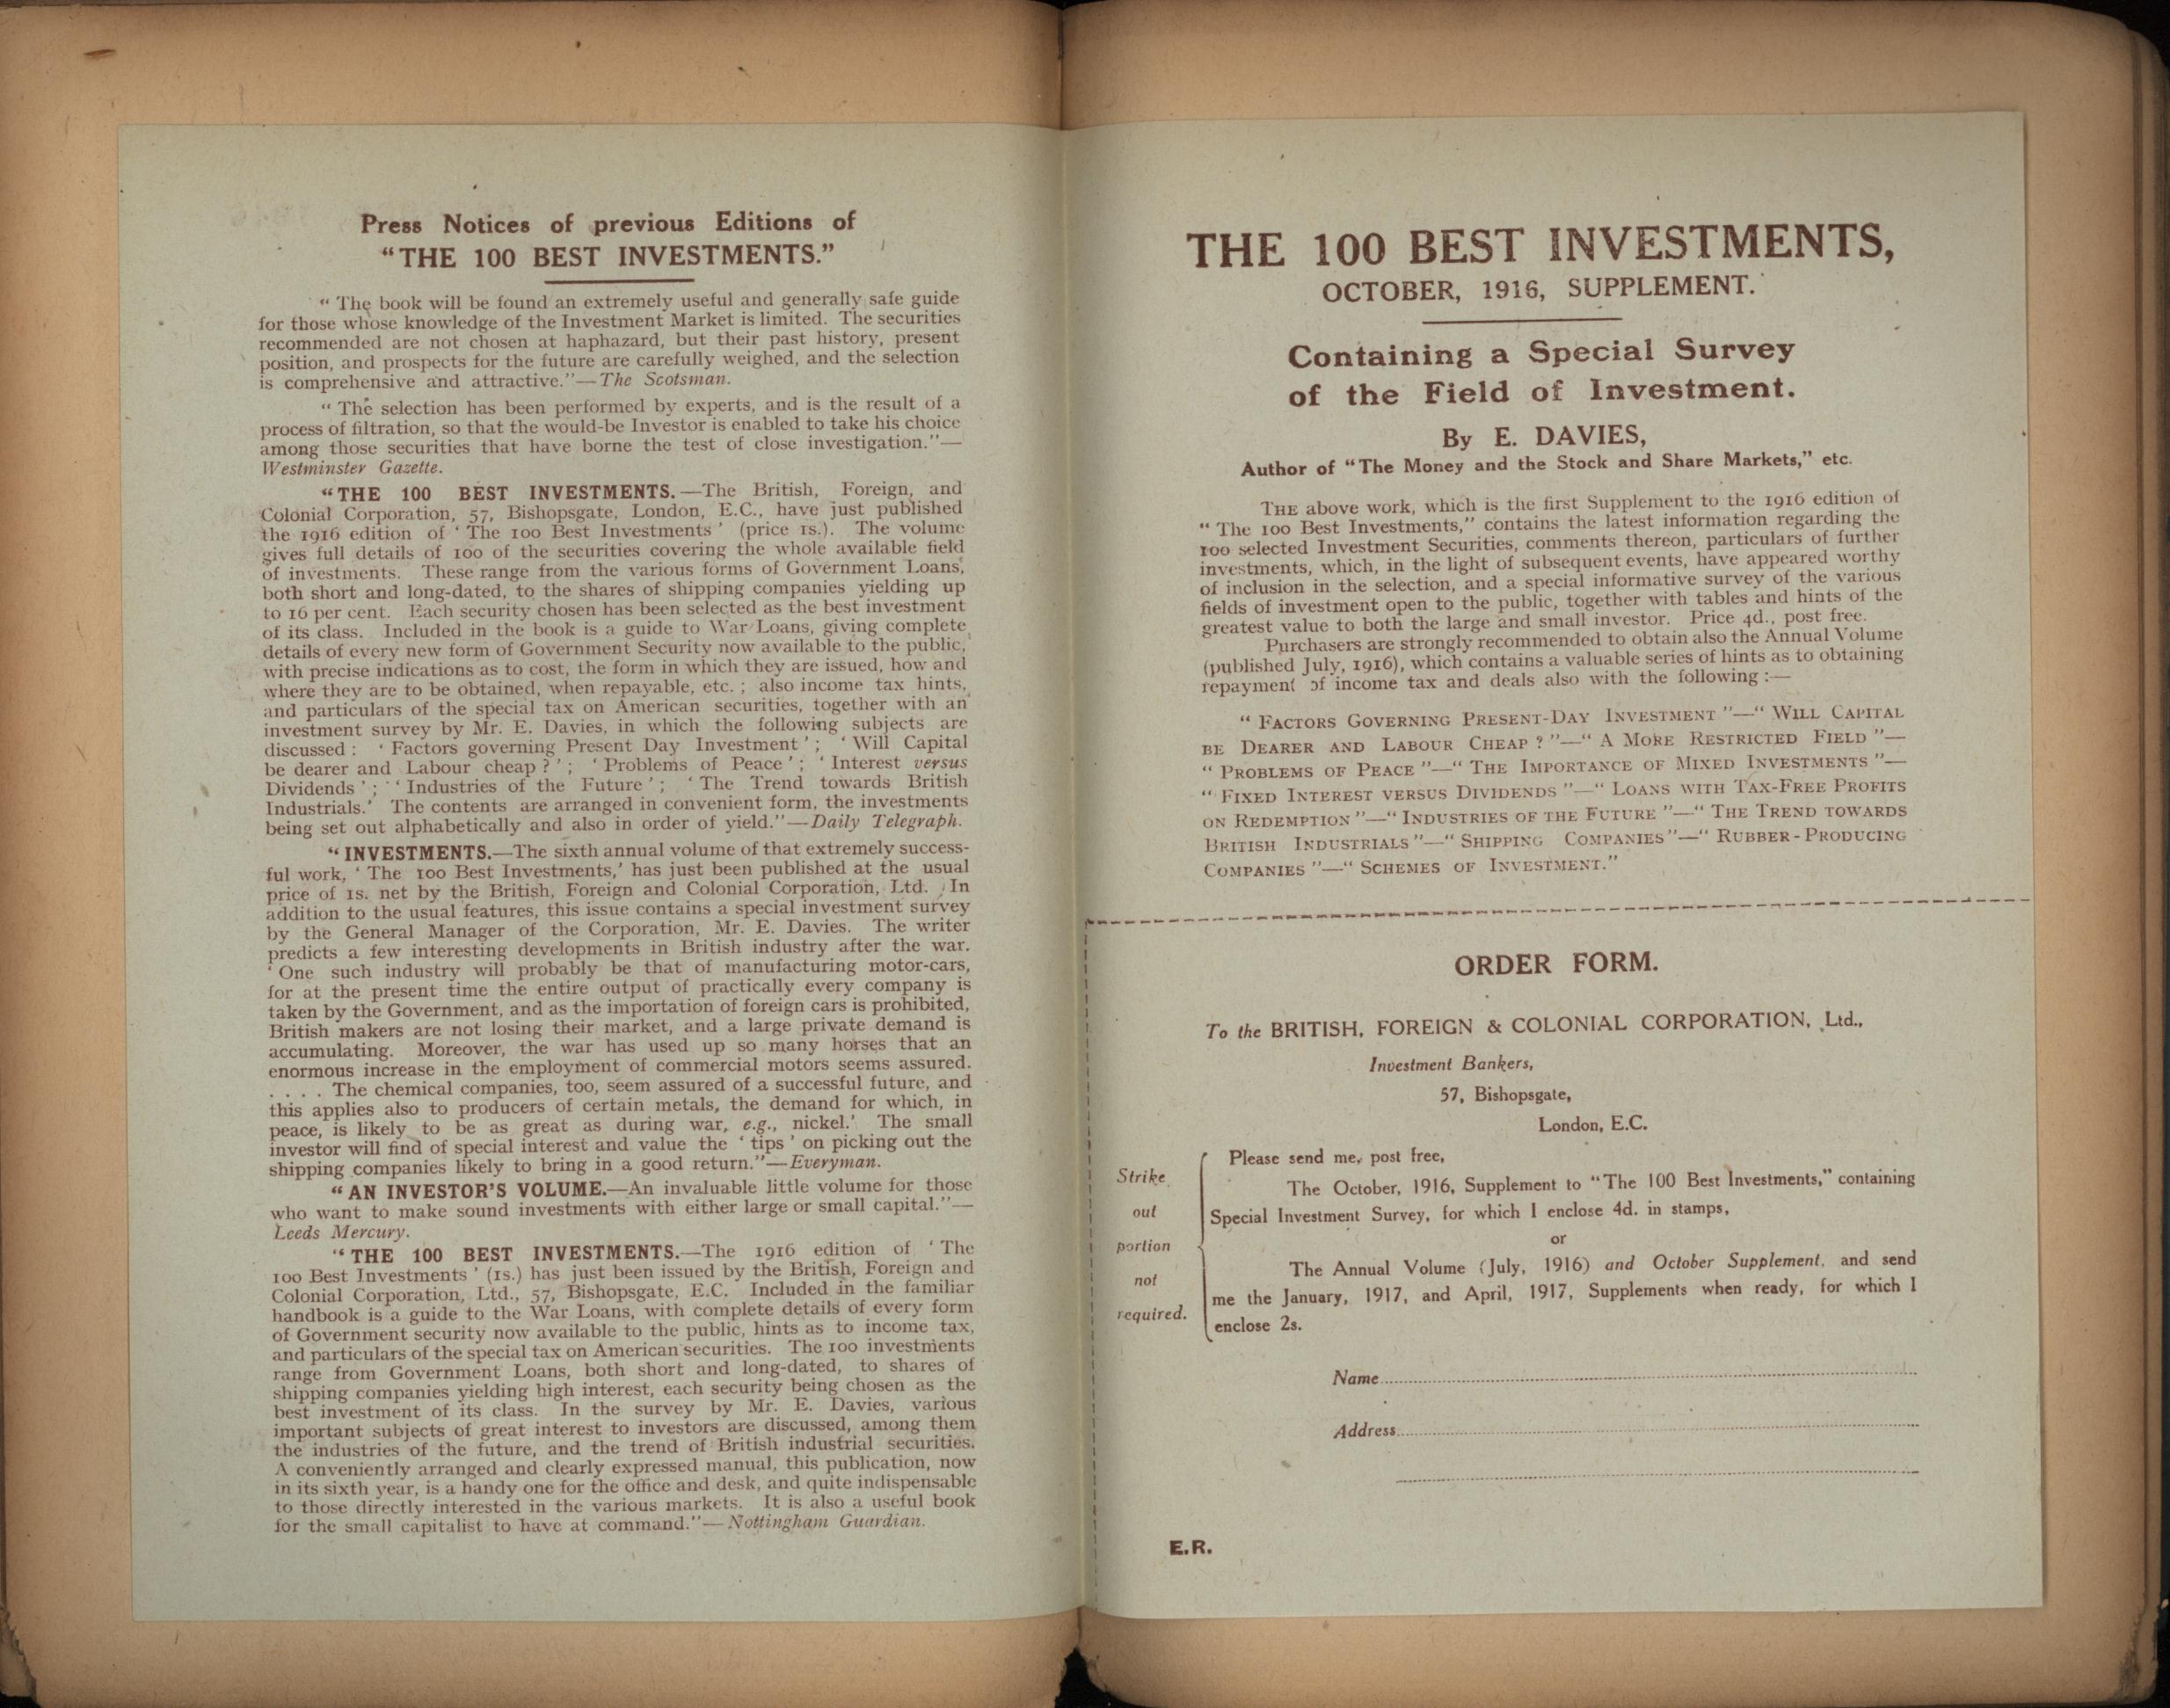 Press Notices of previous Editions of
“THE 100 BEST INVESTMENTS.”
“ The book will be found an extremely useful and generally safe guide
for those whose knowledge of the Investment Market is limited. The securities
recommended are not chosen at haphazard, but their past history, present
position, and prospects for the future are carefully weighed, and the selection
is comprehensive and attractive.”—The Scotsman.
“ The selection has been performed by experts, and is the result of a
process of filtration, so that the would-be Investor is enabled to take his choice
among those securities that have borne the test of close investigation.”—
Westminster Gazette.
“THE 100 BEST INVESTMENTS.—The British, Foreign, and
Colonial Corporation, 57, Bishopsgate, London, E.C., have just published
the 1916 edition of ‘ The 100 Best Investments ’ (price 1s.). The volume
gives full details of 100 of the securities covering the whole available field
of investments. These range from the various forms of Government Loans,
both short and long-dated, to the shares of shipping companies yielding up
to 16 per cent. Each security chosen has been selected as the best investment
of its class. Included in the book is a guide to War Loans, giving complete
details of every new form of Government Security now available to the public,
with precise indications as to cost, the form in which they are issued, how and
where they are to be obtained, when repayable, etc. ; also income tax hints,
and particulars of the special tax on American securities, together with an
investment survey by Mr. E. Davies, in which the following subjects are
discussed : ‘ Factors governing Present Day Investment ’ ; ‘ Will Capital
be dearer and Labour cheap ? ’ ; ‘ Problems of Peace ’ ; ‘ Interest versus
Dividends ’ ; ‘ Industries of the Future ’ ; ‘ The Trend towards British
Industrials.’ The contents are arranged in convenient form, the investments
being set out alphabetically and also in order of yield.”—Daily Telegraph.
“ INVESTMENTS.—The sixth annual volume of that extremely success-
ful work, ‘ The 100 Best Investments,’ has just been published at the usual
price of 1s. net by the British, Foreign and Colonial Corporation, Ltd. In
addition to the usual features, this issue contains a special investment survey
by the General Manager of the Corporation, Mr. E. Davies. The writer
predicts a few interesting developments in British industry after the war.
‘ One such industry will probably be that of manufacturing motor-cars,
for at the present time the entire output of practically every company is
taken by the Government, and as the importation of foreign cars is prohibited,
British makers are not losing their market, and a large private demand is
accumulating. Moreover, the war has used up so many horses that an
enormous increase in the employment of commercial motors seems assured.
. . . . The chemical companies, too, seem assured of a successful future, and
this applies also to producers of certain metals, the demand for which, in
peace, is likely to be as great as during war, e.g., nickel.’ The small
investor will find of special interest and value the ‘ tips ’ on picking out the
shipping companies likely to bring in a good return.”—Everyman.
“ AN INVESTOR’S VOLUME.—An invaluable little volume for those
who want to make sound investments with either large or small capital.”—
Leeds Mercury.
“ THE 100 BEST INVESTMENTS.—The 1916 edition of ‘ The
100 Best Investments ’ (1s.) has just been issued by the British, Foreign and
Colonial Corporation, Ltd., 57, Bishopsgate, E.C. Included in the familiar
handbook is a guide to the War Loans, with complete details of every form
of Government security now available to the public, hints as to income tax,
and particulars of the special tax on American securities. The 100 investments
range from Government Loans, both short and long-dated, to shares of
shipping companies yielding high interest, each security being chosen as the
best investment of its class. In the survey by Mr. E. Davies, various
important subjects of great interest to investors are discussed, among them
the industries of the future, and the trend of British industrial securities.
A conveniently arranged and clearly expressed manual, this publication, now
in its sixth year, is a handy one for the office and desk, and quite indispensable
to those directly interested in the various markets. It is also a useful book
for the small capitalist to have at command.”—Nottingham Guardian.
THE 100 BEST INVESTMENTS,
OCTOBER, 1916, SUPPLEMENT.
Containing a Special Survey
of the Field of Investment.
By E. DAVIES,
Author of “The Money and the Stock and Share Markets,” etc.
THE above work, which is the first Supplement to the 1916 edition of
“ The 100 Best Investments,” contains the latest information regarding the
100 selected Investment Securities, comments thereon, particulars of further
investments, which, in the light of subsequent events, have appeared worthy
of inclusion in the selection, and a special informative survey of the various
fields of investment open to the public, together with tables and hints of the
greatest value to both the large and small investor. Price 4d., post free.
Purchasers are strongly recommended to obtain also the Annual Volume
(published July, 1916), which contains a valuable series of hints as to obtaining
repayment of income tax and deals also with the following :—
“ FACTORS GOVERNING PRESENT-DAY INVESTMENT ”—“ WILL CAPITAL
BE DEARER AND LABOUR CHEAP ? ”—“ A MORE RESTRICTED FIELD ”—
“ PROBLEMS OF PEACE ”—“ THE IMPORTANCE OF MIXED INVESTMENTS ”—
“ FIXED INTEREST VERSUS DIVIDENDS ”—“ LOANS WITH TAX-FREE PROFITS
ON REDEMPTION ”—“ INDUSTRIES OF THE FUTURE ”—“ THE TREND TOWARDS
BRITISH INDUSTRIALS ”—“ SHIPPING COMPANIES ”—“ RUBBER-PRODUCING
COMPANIES ”—“ SCHEMES OF INVESTMENT.”
ORDER FORM.
To the BRITISH, FOREIGN & COLONIAL CORPORATION, Ltd.,
Investment Bankers,
57, Bishopsgate,
London, E.C.
Strike
out
portion
not
required.
Please send me, post free,
The October, 1916, Supplement to “The 100 Best Investments,” containing
Special Investment Survey, for which I enclose 4d. in stamps,
or
The Annual Volume (July, 1916) and October Supplement, and send
me the January, 1917, and April, 1917, Supplements when ready, for which I
enclose 2s.
Name
Address
E.R.